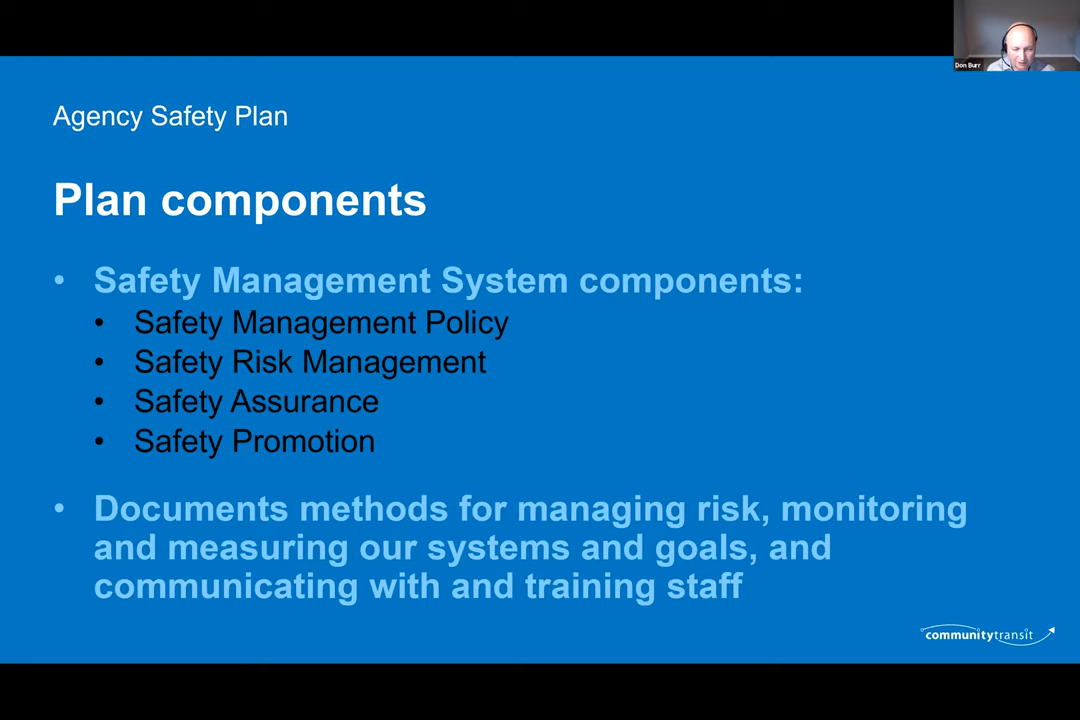 Don Burr
Agency Safety Plan
Plan components
• Safety Management System components:
• Safety Management Policy
• Safety Risk Management
• Safety Assurance
• Safety Promotion
• Documents methods for managing risk, monitoring
and measuring our systems and goals, and
communicating with and training staff
communitytransit